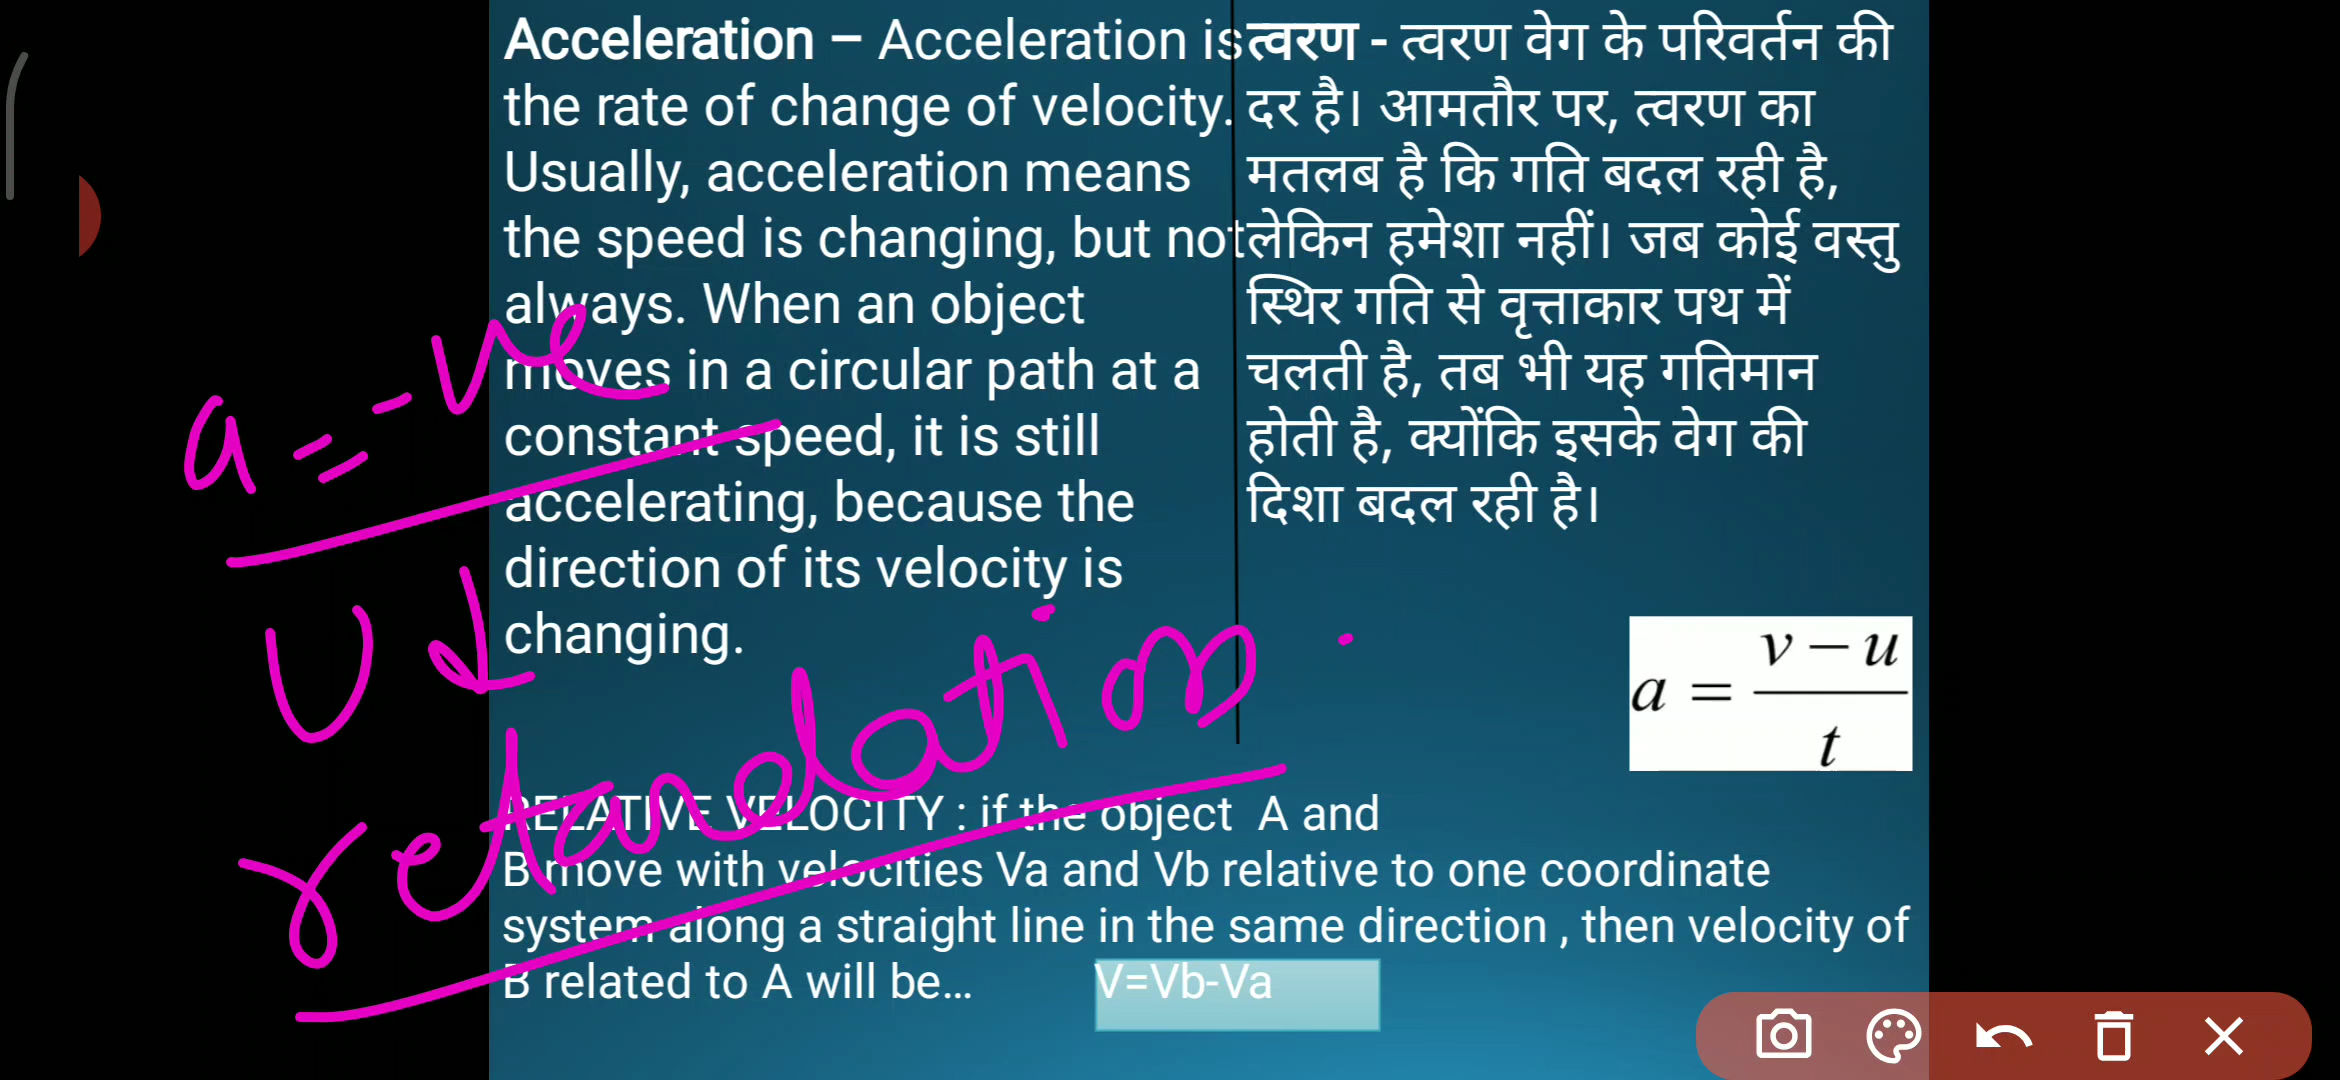 Acceleration – Acceleration is
the rate of change of velocity.
Usually, acceleration means
the speed is changing, but not
always. When an object
moves in a circular path at a
constant speed, it is still
accelerating, because the
direction of its velocity is
changing.
त्वरण - त्वरण वेग के परिवर्तन की
दर है। आमतौर पर, त्वरण का
मतलब है कि गति बदल रही है,
लेकिन हमेशा नहीं। जब कोई वस्तु
स्थिर गति से वृत्ताकार पथ में
चलती है, तब भी यह गतिमान
होती है, क्योंकि इसके वेग की
दिशा बदल रही है।
a = -ve
U ↓
retandation
a = v – u / t
RELATIVE VELOCITY : if the object A and
B move with velocities Va and Vb relative to one coordinate
system along a straight line in the same direction , then velocity of
B related to A will be... V=Vb-Va